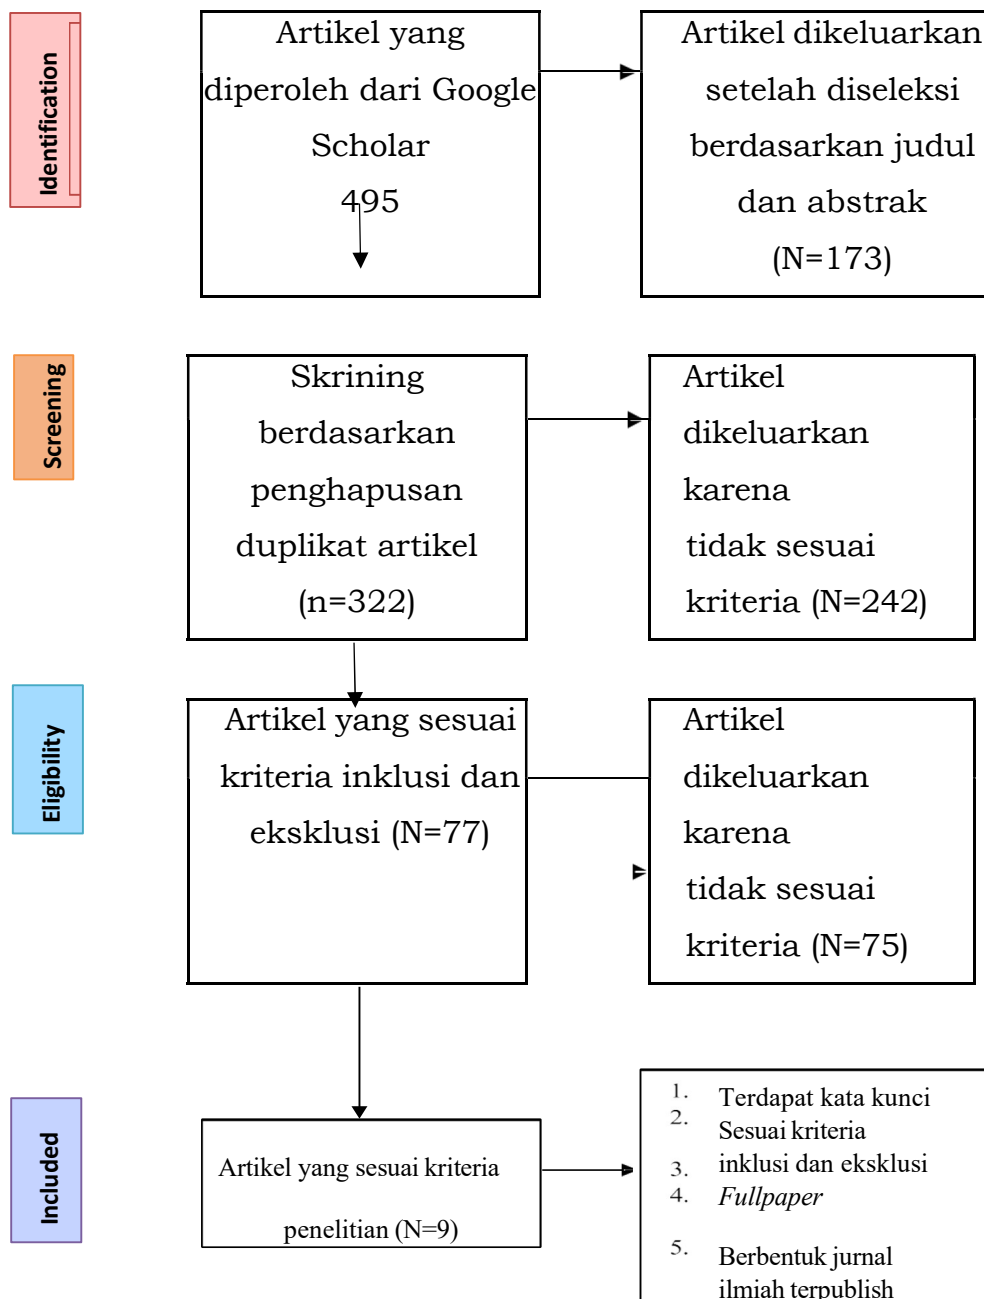 Identification
Artikel yang
diperoleh dari Google
Scholar
495
Artikel dikeluarkan
setelah diseleksi
berdasarkan judul
dan abstrak
(N=173)
Screening
Skrining
berdasarkan
penghapusan
duplikat artikel
(n=322)
Artikel
dikeluarkan
karena
tidak sesuai
kriteria (N=242)
Eligibility
Artikel yang sesuai
kriteria inklusi dan
eksklusi (N=77)
Artikel
dikeluarkan
karena
tidak sesuai
kriteria (N=75)
Included
Artikel yang sesuai kriteria
penelitian (N=9)
1. Terdapat kata kunci
2. Sesuai kriteria
3. inklusi dan eksklusi
4. Fullpaper
5. Berbentuk jurnal
ilmiah terpublish